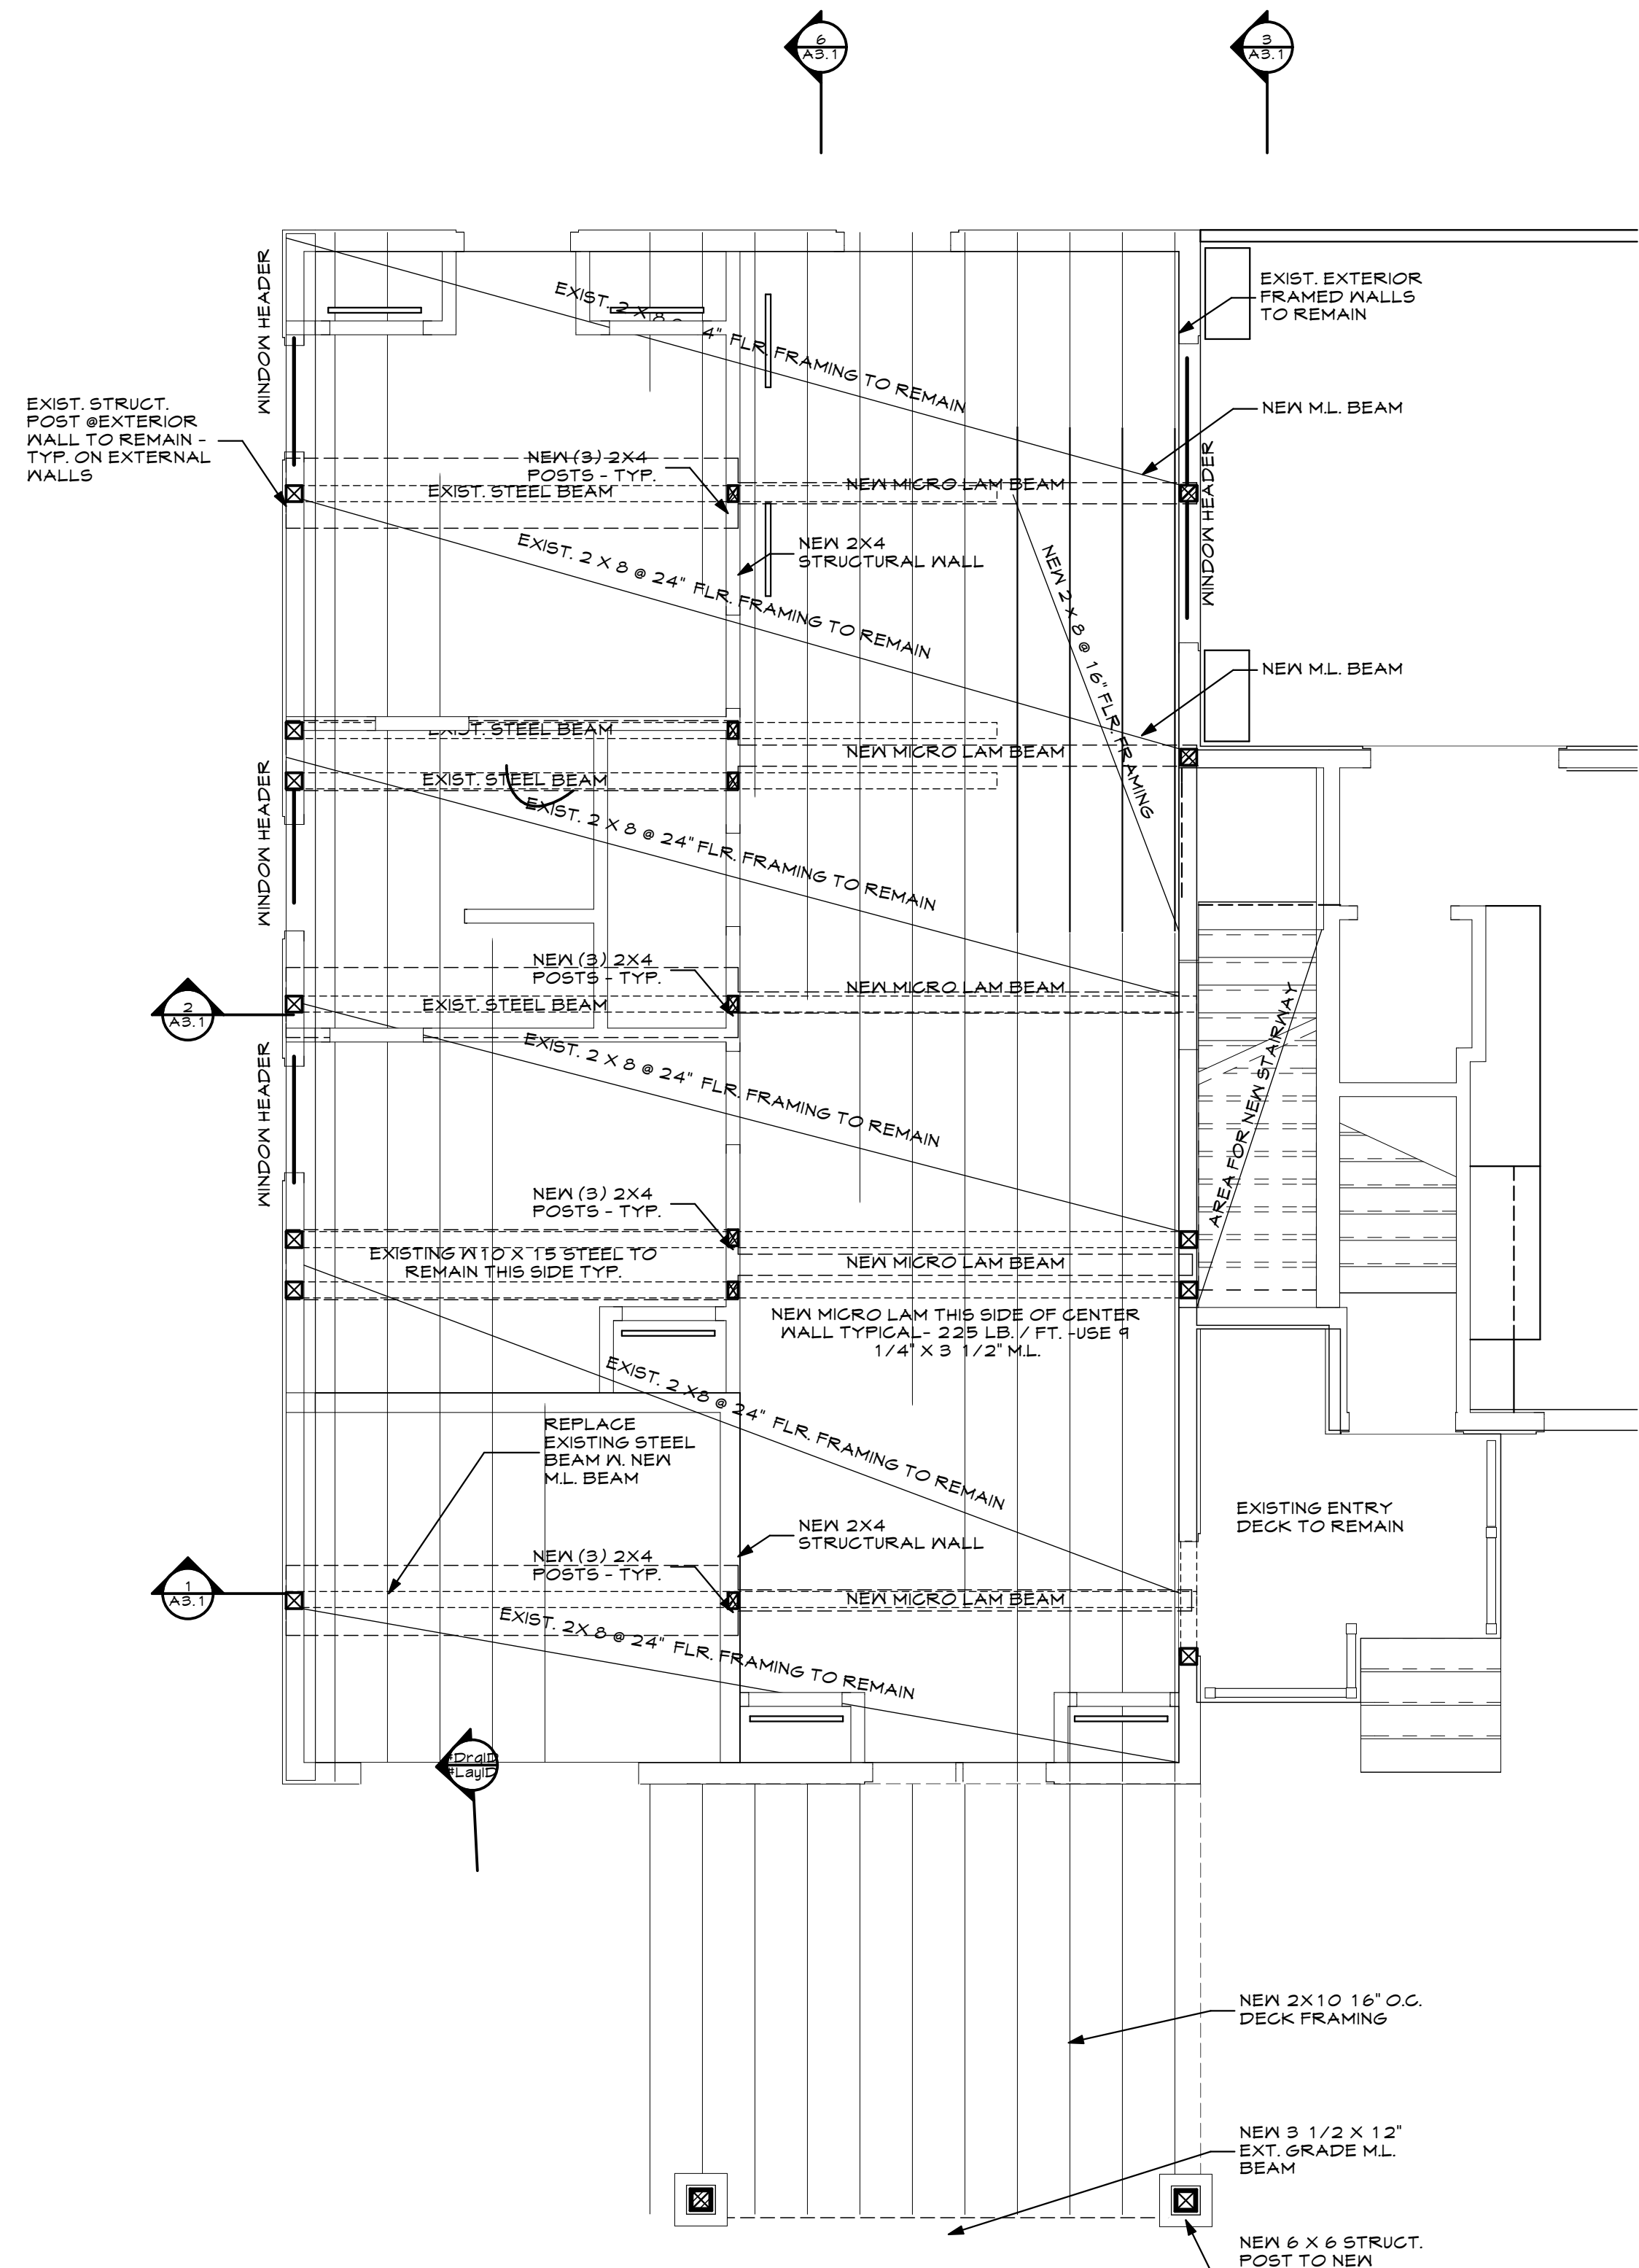 6
A3.1
3
A3.1
WINDOW HEADER
EXIST. EXTERIOR
FRAMED WALLS
TO REMAIN
EXIST. 2 X 8 4" FLR. FRAMING TO REMAIN
EXIST. STRUCT.
POST @EXTERIOR
WALL TO REMAIN -
TYP. ON EXTERNAL
WALLS
NEW M.L. BEAM
NEW (3) 2X4
POSTS - TYP.
EXIST. STEEL BEAM
NEW MICRO LAM BEAM
WINDOW HEADER
EXIST. 2 X 8 @ 24" FLR. FRAMING TO REMAIN
NEW 2X4
STRUCTURAL WALL
NEW 2 X 8 @ 16" FLR. FRAMING
NEW M.L. BEAM
EXIST. STEEL BEAM
NEW MICRO LAM BEAM
EXIST. STEEL BEAM
WINDOW HEADER
EXIST. 2 X 8 @ 24" FLR. FRAMING TO REMAIN
NEW (3) 2X4
POSTS - TYP.
EXIST. STEEL BEAM
NEW MICRO LAM BEAM
2
A3.1
AREA FOR NEW STAIRWAY
WINDOW HEADER
EXIST. 2 X 8 @ 24" FLR. FRAMING TO REMAIN
NEW (3) 2X4
POSTS - TYP.
EXISTING W10 X 15 STEEL TO
REMAIN THIS SIDE TYP.
NEW MICRO LAM BEAM
NEW MICRO LAM THIS SIDE OF CENTER
WALL TYPICAL- 225 LB. / FT. -USE 9
1/4" X 3 1/2" M.L.
EXIST. 2 X8 @ 24" FLR. FRAMING TO REMAIN
REPLACE
EXISTING STEEL
BEAM W. NEW
M.L. BEAM
EXISTING ENTRY
DECK TO REMAIN
NEW 2X4
STRUCTURAL WALL
NEW (3) 2X4
POSTS - TYP.
1
A3.1
NEW MICRO LAM BEAM
EXIST. 2X 8 @ 24" FLR. FRAMING TO REMAIN
#DrgID
#LayID
NEW 2X10 16" O.C.
DECK FRAMING
NEW 3 1/2 X 12"
EXT. GRADE M.L.
BEAM
NEW 6 X 6 STRUCT.
POST TO NEW